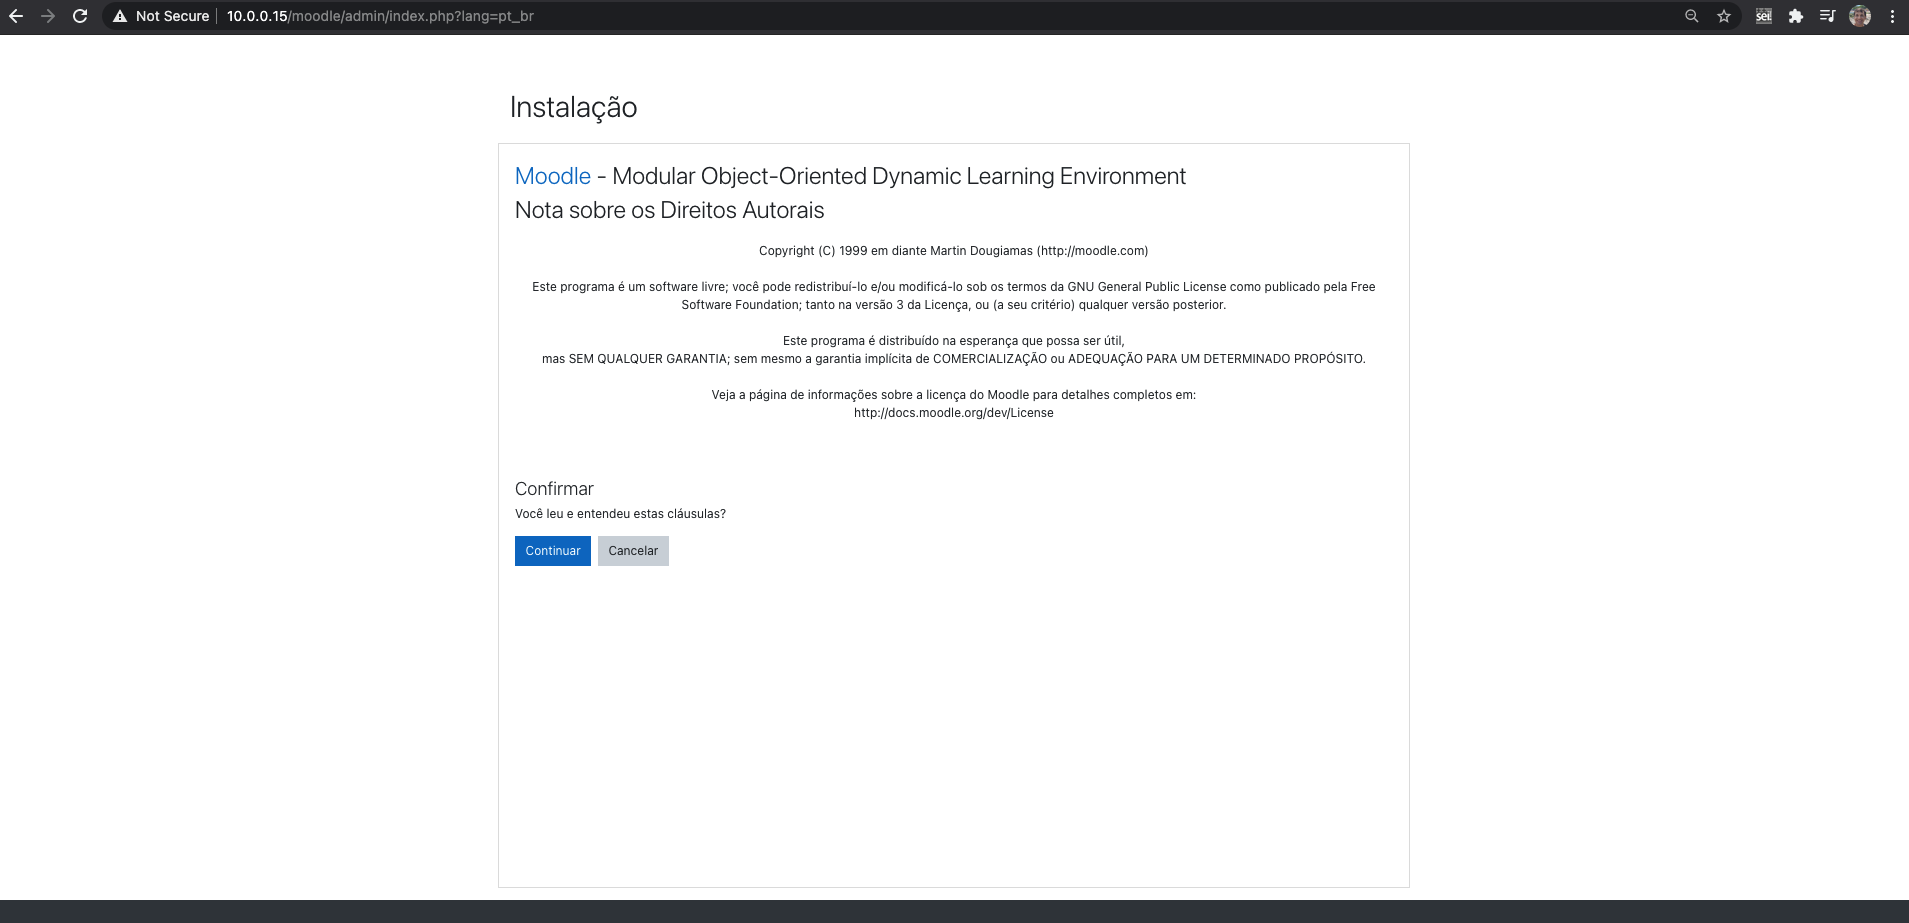 Not Secure
10.0.0.15/moodle/admin/index.php?lang=pt_br
sei!
Instalação
Moodle - Modular Object-Oriented Dynamic Learning Environment
Nota sobre os Direitos Autorais
Copyright (C) 1999 em diante Martin Dougiamas (http://moodle.com)
Este programa é um software livre; você pode redistribuí-lo e/ou modificá-lo sob os termos da GNU General Public License como publicado pela Free
Software Foundation; tanto na versão 3 da Licença, ou (a seu critério) qualquer versão posterior.
Este programa é distribuído na esperança que possa ser útil,
mas SEM QUALQUER GARANTIA; sem mesmo a garantia implícita de COMERCIALIZAÇÃO ou ADEQUAÇÃO PARA UM DETERMINADO PROPÓSITO.
Veja a página de informações sobre a licença do Moodle para detalhes completos em:
http://docs.moodle.org/dev/License
Confirmar
Você leu e entendeu estas cláusulas?
Continuar
Cancelar